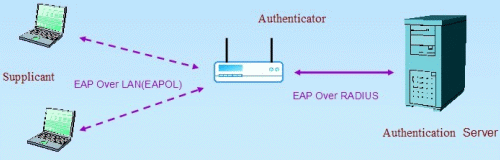 Authenticator
Supplicant
EAP Over LAN(EAPOL)
EAP Over RADIUS
Authentication Server